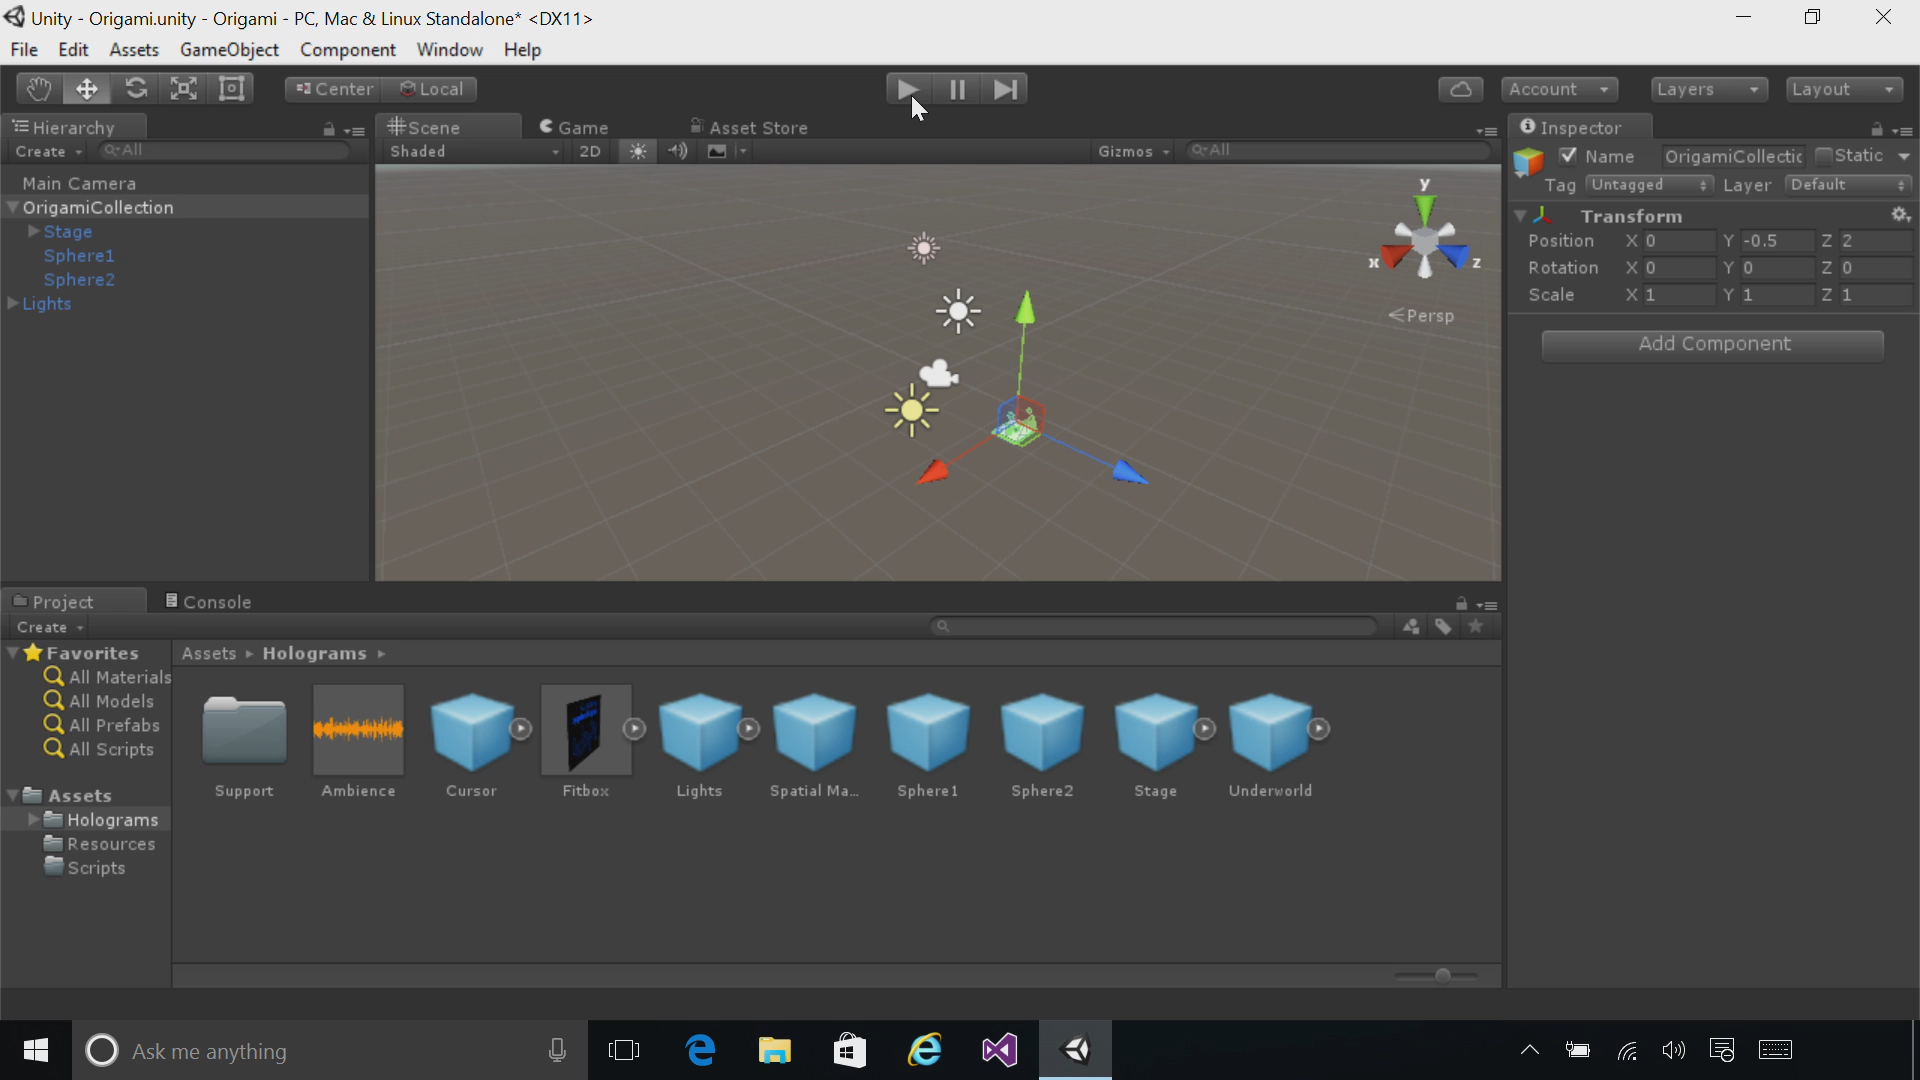 Unity - Origami.unity - Origami - PC, Mac & Linux Standalone* <DX11>
File Edit Assets GameObject Component Window Help
Center Local Account Layers Layout
Hierarchy Scene Game Asset Store Inspector
Create All Shaded 2D Gizmos All
Name OrigamiCollectic Static
Tag Untagged Layer Default
Main Camera
OrigamiCollection
Stage
Sphere1
Sphere2
Lights
y
x
z
Persp
Transform
Position X 0 Y -0.5 Z 2
Rotation X 0 Y 0 Z 0
Scale X 1 Y 1 Z 1
Add Component
Project Console
Create
Favorites
All Materials
All Models
All Prefabs
All Scripts
Assets
Holograms
Resources
Scripts
Assets Holograms
Support Ambience Cursor Fitbox Lights Spatial Ma... Sphere1 Sphere2 Stage Underworld
Ask me anything